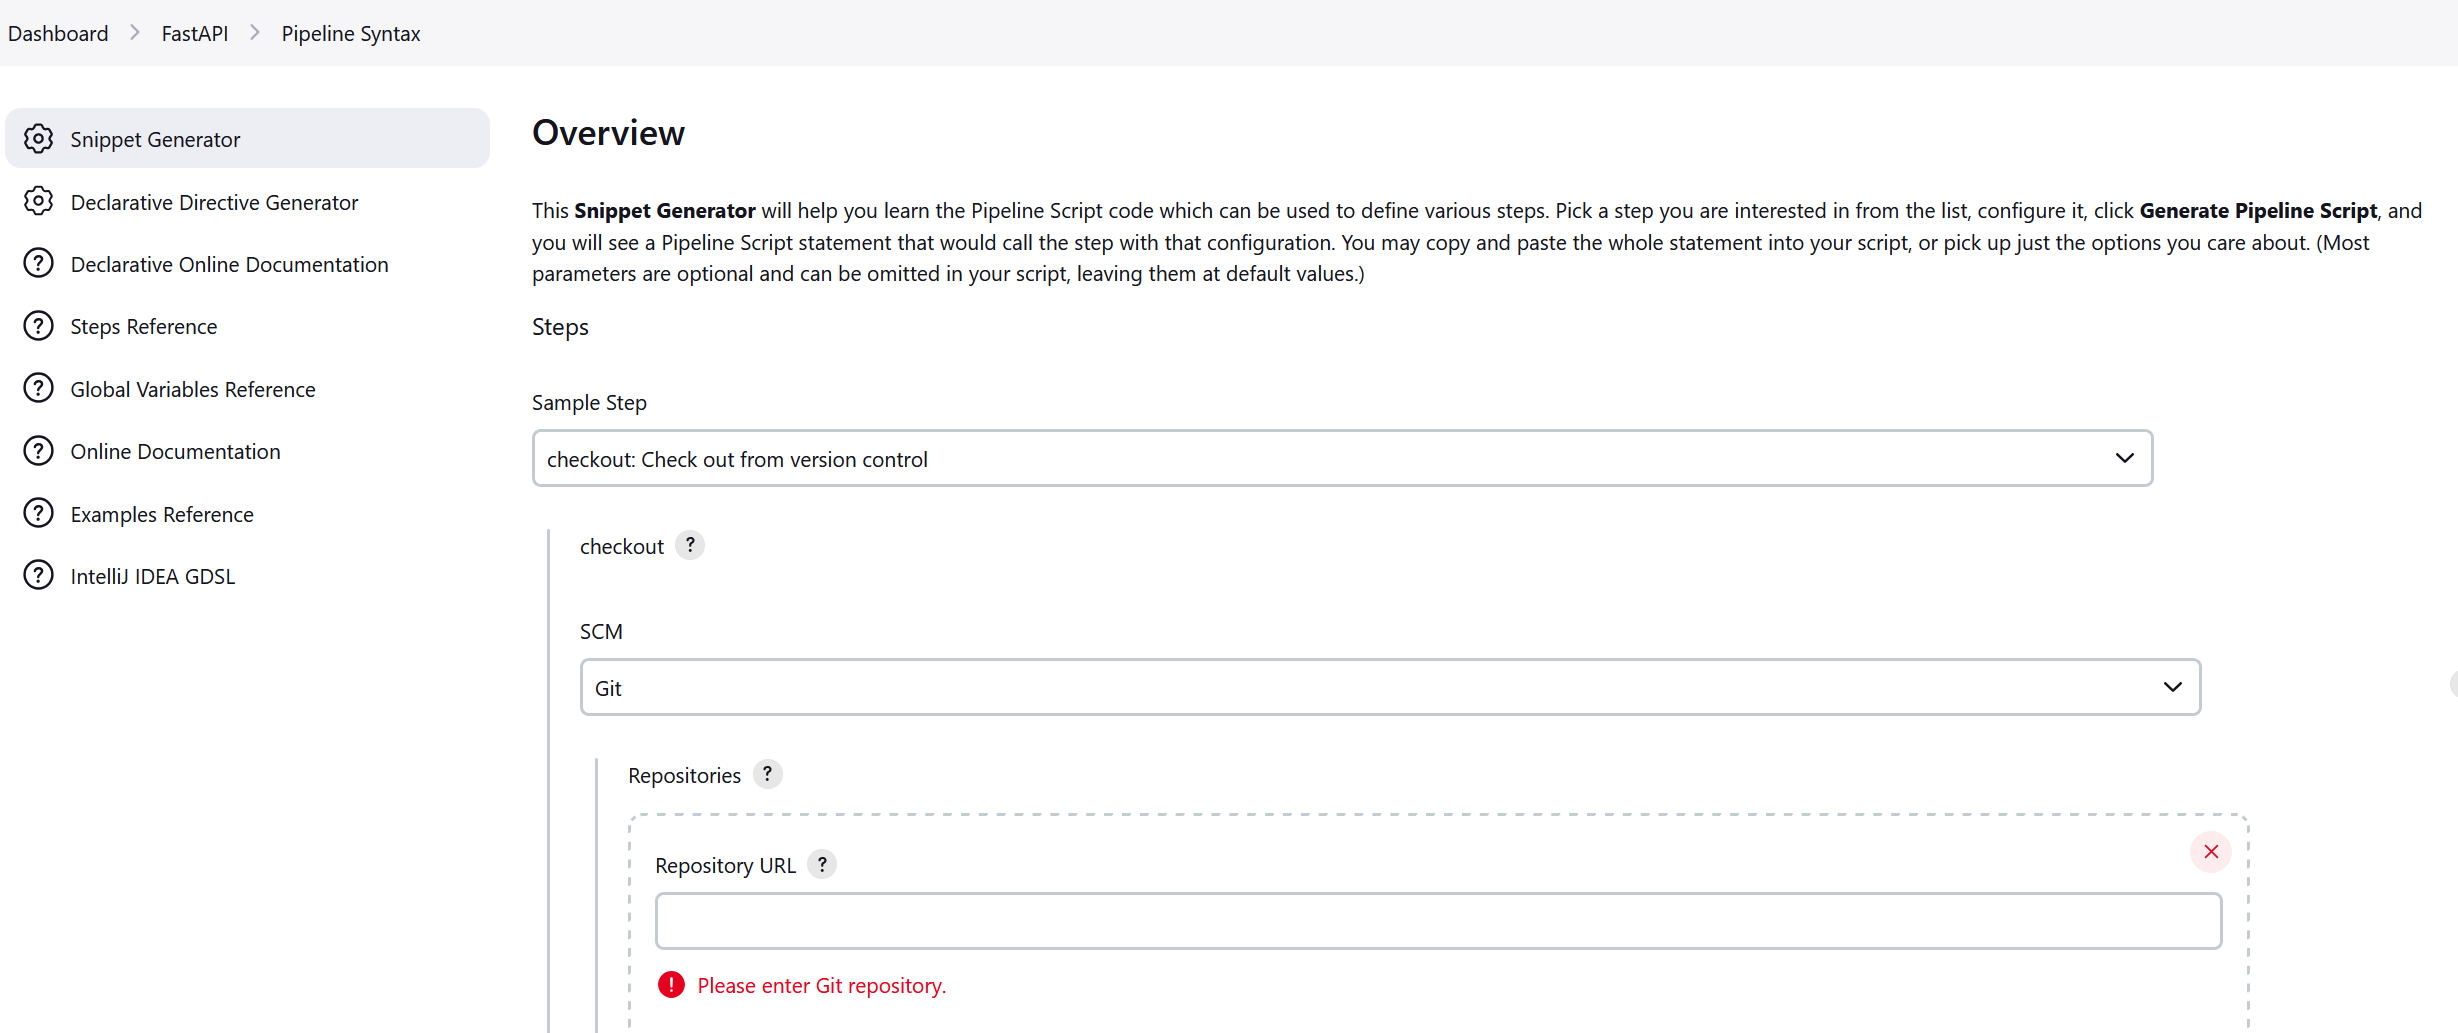 Dashboard > FastAPI > Pipeline Syntax
Snippet Generator
Declarative Directive Generator
Declarative Online Documentation
Steps Reference
Global Variables Reference
Online Documentation
Examples Reference
IntelliJ IDEA GDSL
Overview
This Snippet Generator will help you learn the Pipeline Script code which can be used to define various steps. Pick a step you are interested in from the list, configure it, click Generate Pipeline Script, and
you will see a Pipeline Script statement that would call the step with that configuration. You may copy and paste the whole statement into your script, or pick up just the options you care about. (Most
parameters are optional and can be omitted in your script, leaving them at default values.)
Steps
Sample Step
checkout: Check out from version control
checkout ?
SCM
Git
Repositories ?
Repository URL ?
Please enter Git repository.